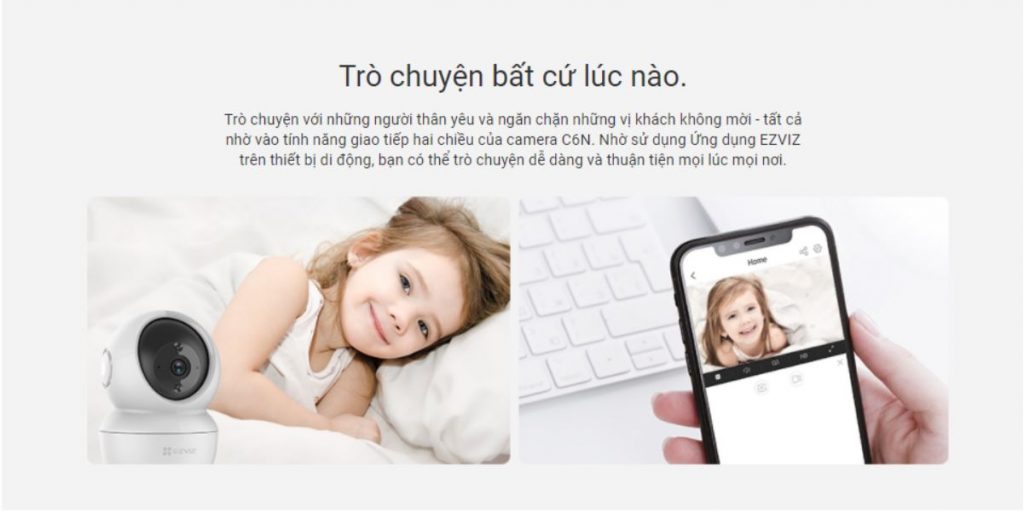 Trò chuyện bất cứ lúc nào.
Trò chuyện với những người thân yêu và ngăn chặn những vị khách không mời - tất cả
nhờ vào tính năng giao tiếp hai chiều của camera C6N. Nhờ sử dụng Ứng dụng EZVIZ
trên thiết bị di động, bạn có thể trò chuyện dễ dàng và thuận tiện mọi lúc mọi nơi.
EZVIZ
Home